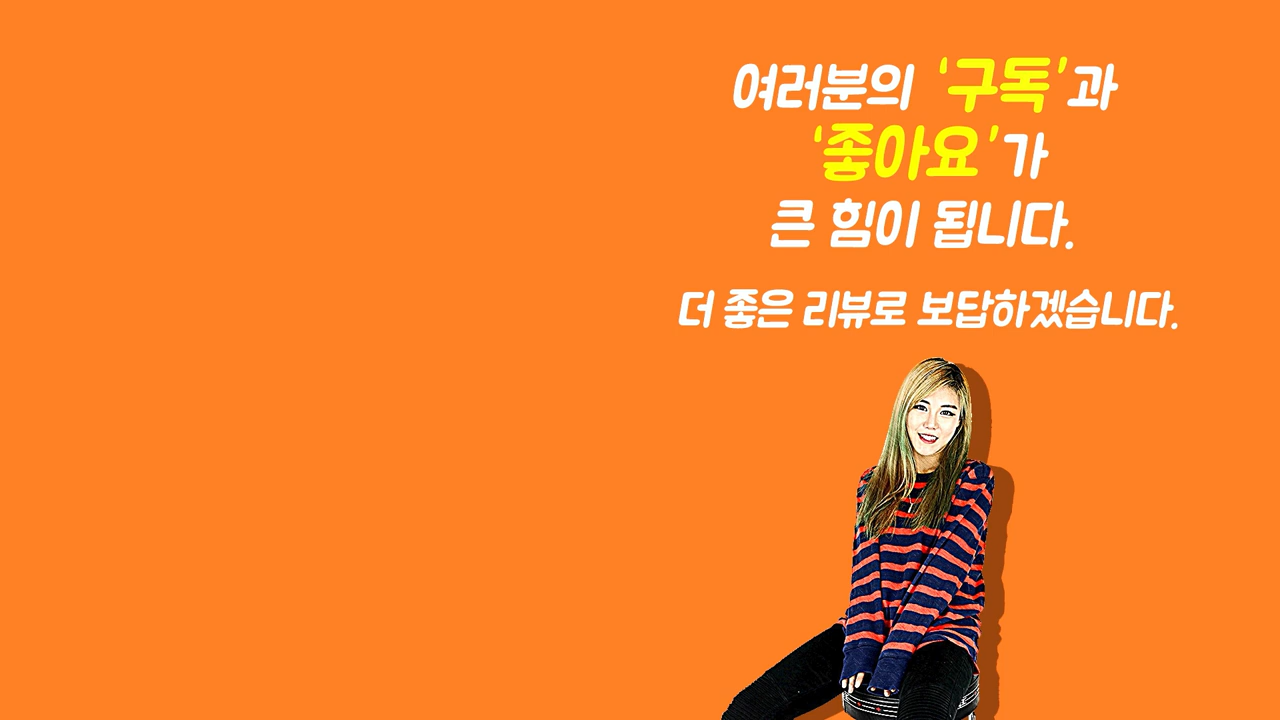 여러분의 '구독'과
'좋아요'가
큰 힘이 됩니다.
더 좋은 리뷰로 보답하겠습니다.